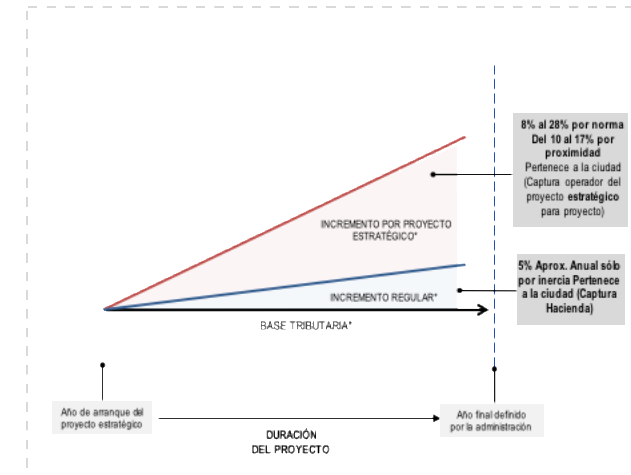 8% al 28% por norma
Del 10 al 17% por
proximidad
Pertenece a la ciudad
(Captura operador del
proyecto estratégico
para proyecto)
INCREMENTO POR PROYECTO
ESTRATÉGICO*
5% Aprox. Anual sólo
por inercia Pertenece
a la ciudad (Captura
Hacienda)
INCREMENTO REGULAR*
BASE TRIBUTARIA*
Año de arranque del
proyecto estratégico
Año final definido
por la administración
DURACIÓN
DEL PROYECTO